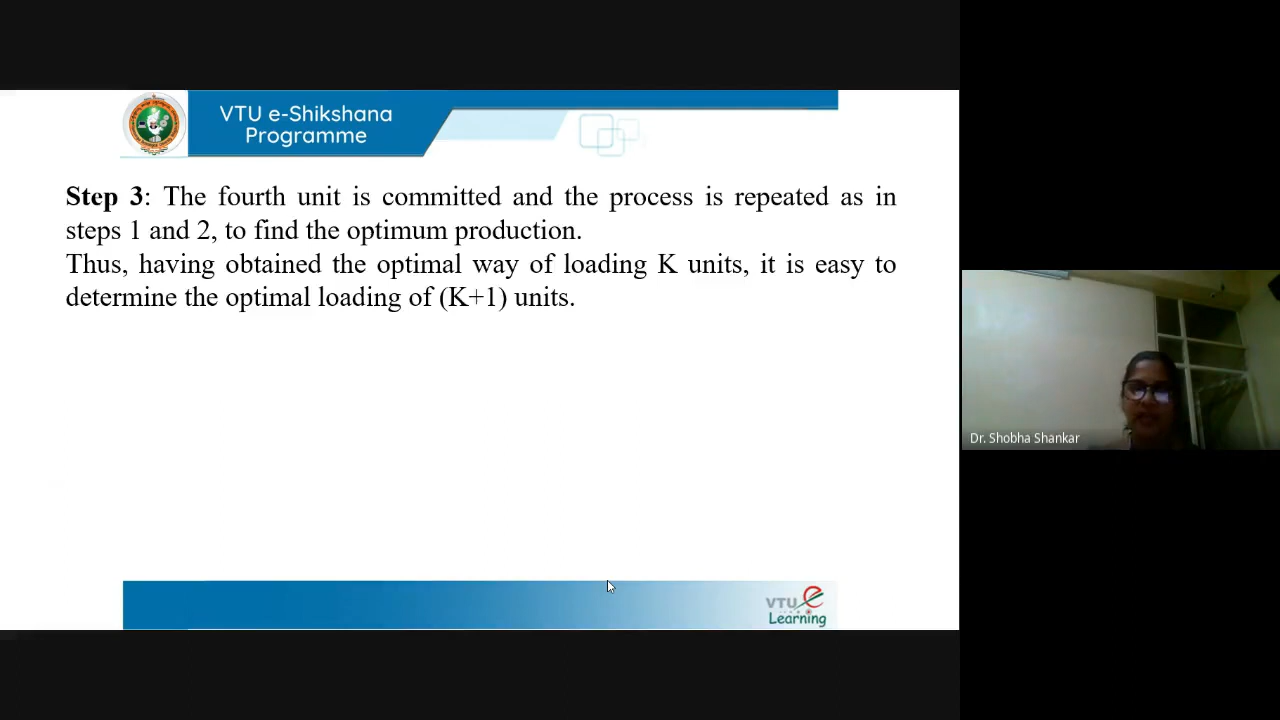 VTU e-Shikshana
Programme
Step 3: The fourth unit is committed and the process is repeated as in
steps 1 and 2, to find the optimum production.
Thus, having obtained the optimal way of loading K units, it is easy to
determine the optimal loading of (K+1) units.
Dr. Shobha Shankar
VTU e
Learning